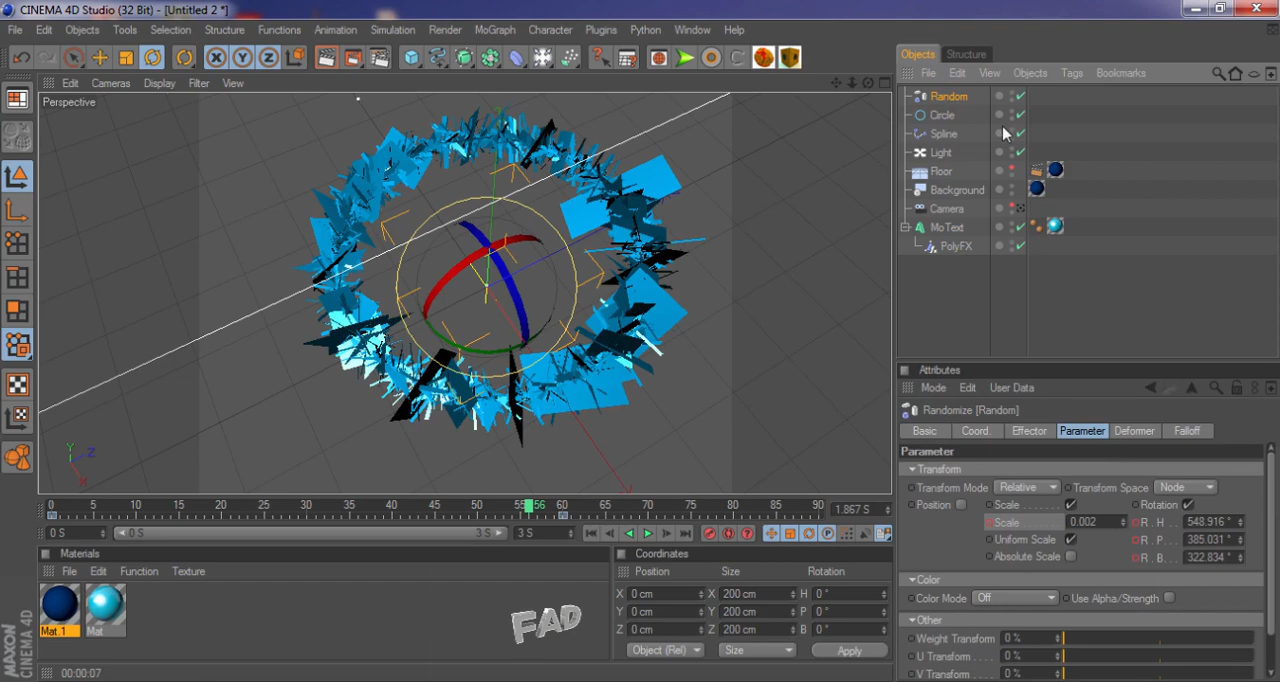 CINEMA 4D Studio (32 Bit) - [Untitled 2 *]
File Edit Objects Tools Selection Structure Functions Animation Simulation Render MoGraph Character Plugins Python Window Help
Objects Structure
Edit Cameras Display Filter View
File Edit View Objects Tags Bookmarks
Perspective
Random
Circle
Spline
Light
Floor
Background
Camera
MoText
PolyFX
Attributes
Mode Edit User Data
Randomize [Random]
Basic Coord. Effector Parameter Deformer Falloff
Parameter
Transform
Transform Mode Relative Transform Space Node
Position Scale Rotation
Scale 0.002 R . H 548.916 °
Uniform Scale R . P 385.031 °
Absolute Scale R . B 322.834 °
Color
Color Mode Off Use Alpha/Strength
Other
Weight Transform 0 %
U Transform 0 %
V Transform 0 %
0 5 10 15 20 25 30 35 40 45 50 55 56 60 65 70 75 80 85 90 1.867 S
0 S 0 S 3 S 3 S
Materials
File Edit Function Texture
Mat.1 Mat
FAD
Coordinates
Position Size Rotation
X 0 cm X 200 cm H 0 °
Y 0 cm Y 200 cm P 0 °
Z 0 cm Z 200 cm B 0 °
Object (Rel) Size Apply
MAXON CINEMA 4D
00:00:07
X Y Z
Y Z X